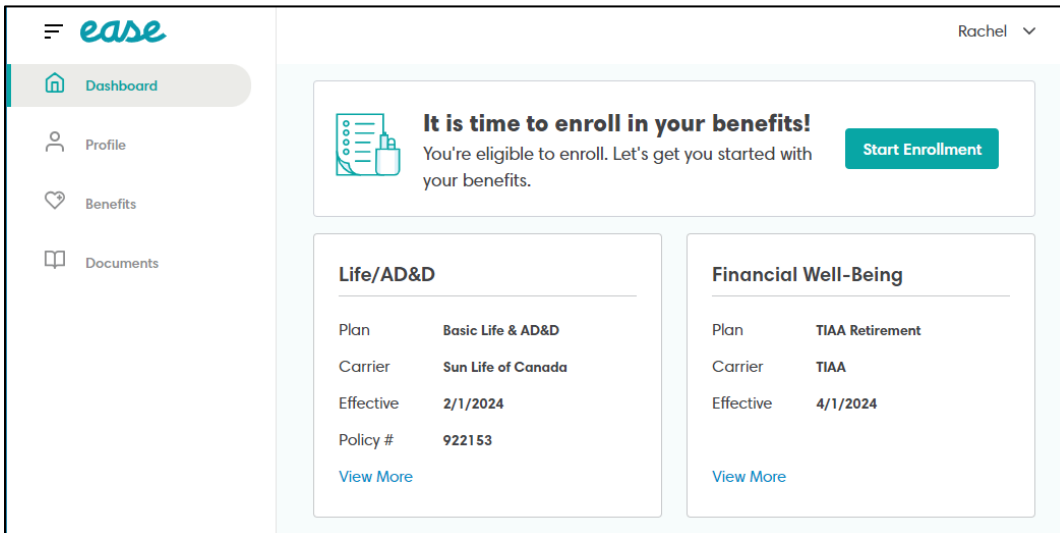 ease
Rachel
Dashboard
Profile
Benefits
Documents
It is time to enroll in your benefits!
You're eligible to enroll. Let's get you started with
your benefits.
Start Enrollment
Life/AD&D
Plan Basic Life & AD&D
Carrier Sun Life of Canada
Effective 2/1/2024
Policy # 922153
View More
Financial Well-Being
Plan TIAA Retirement
Carrier TIAA
Effective 4/1/2024
View More